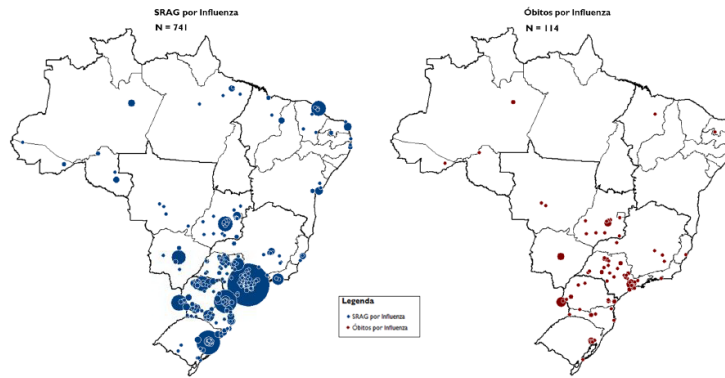 SRAG por Influenza
N = 741
Óbitos por Influenza
N = 114
Legenda
SRAG por Influenza
Óbitos por Influenza